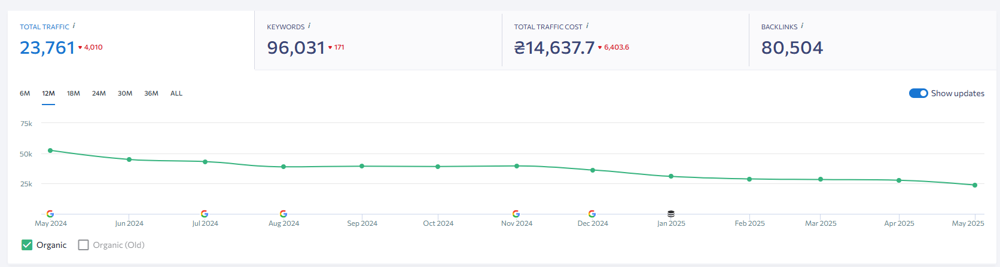 TOTAL TRAFFIC i
23,761 ▼ 4,010
KEYWORDS i
96,031 ▼ 171
TOTAL TRAFFIC COST i
₴14,637.7 ▼ 6,403.6
BACKLINKS i
80,504
6M 12M 18M 24M 30M 36M ALL
Show updates
75k
50k
25k
May 2024 Jun 2024 Jul 2024 Aug 2024 Sep 2024 Oct 2024 Nov 2024 Dec 2024 Jan 2025 Feb 2025 Mar 2025 Apr 2025 May 2025
Organic Organic (Old)